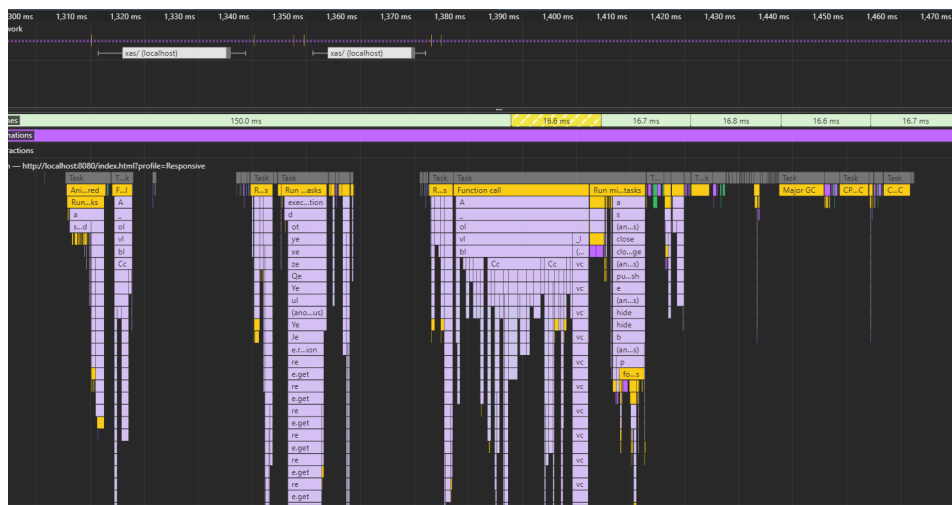 300 ms 1,310 ms 1,320 ms 1,330 ms 1,340 ms 1,350 ms 1,360 ms 1,370 ms 1,380 ms 1,390 ms 1,400 ms 1,410 ms 1,420 ms 1,430 ms 1,440 ms 1,450 ms 1,460 ms 1,470 ms
work
xas/ (localhost) xas/ (localhost)
nes 150.0 ms 16.6 ms 16.7 ms 16.8 ms 16.6 ms 16.7 ms
nations
ractions
n — http://localhost:8080/index.html?profile=Responsive
Task T...k Task Task Task Task T... T...k Task Task Task Task
Ani...red F...l R...s Run ...asks R...s Function call Run mi...tasks Major GC CP...C C...C
Run...ks A exec...tion A a
a _ d _ s
s...d ol ot ol (an...s)
vl ye vl _l close
bl xe bl (... clo...ge
Cc ze Cc Cc vc (an...s)
Qe pu...sh
Ye vc e
ul (an...s)
(ano...us) vc hide
Ye hide
Je vc b
e.r...ion (an...s)
re vc p
e.get fo...s
re vc
e.get
re vc
e.get
re vc
e.get
re vc
e.get
re vc
e.get